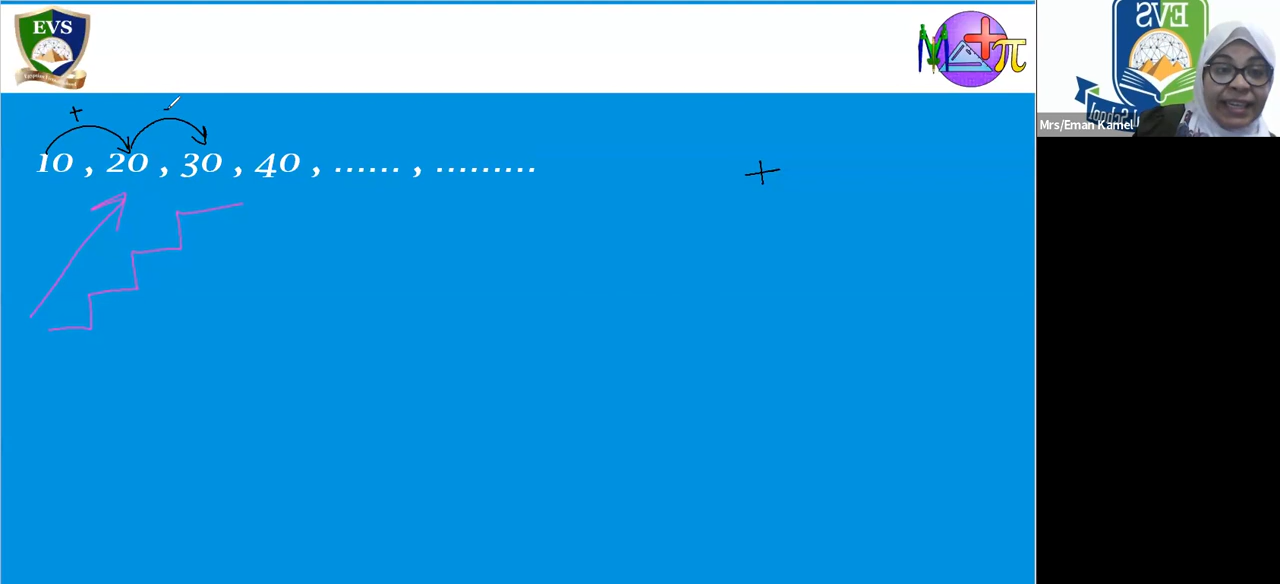 EVS
M π
EVS
Mrs/Eman Kamel
+
10 , 20 , 30 , 40 , ...... , .........
+